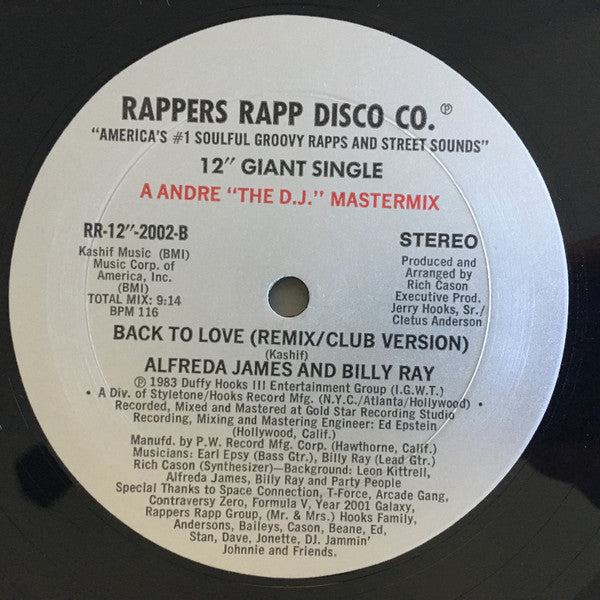 RAPPERS RAPP DISCO CO. ℗
"AMERICA'S #1 SOULFUL GROOVY RAPPS AND STREET SOUNDS"
12" GIANT SINGLE
A ANDRE "THE D.J." MASTERMIX
RR-12"-2002-B
Kashif Music (BMI)
Music Corp. of
America, Inc.
(BMI)
TOTAL MIX: 9:14
BPM 116
STEREO
Produced and
Arranged by
Rich Cason
Executive Prod.
Jerry Hooks, Sr./
Cletus Anderson
BACK TO LOVE (REMIX/CLUB VERSION)
(Kashif)
ALFREDA JAMES AND BILLY RAY
℗ 1983 Duffy Hooks III Entertainment Group (I.G.W.T.)
• A Div. of Styletone/Hooks Record Mfg. (N.Y.C./Atlanta/Hollywood) •
Recorded, Mixed and Mastered at Gold Star Recording Studio
Recording, Mixing and Mastering Engineer: Ed Epstein
(Hollywood, Calif.)
Manufd. by P.W. Record Mfg. Corp. (Hawthorne, Calif.)
Musicians: Earl Epsy (Bass Gtr.), Billy Ray (Lead Gtr.)
Rich Cason (Synthesizer)—Background: Leon Kittrell,
Alfreda James, Billy Ray and Party People
Special Thanks to Space Connection, T-Force, Arcade Gang,
Contraversy Zero, Formula V, Year 2001 Galaxy,
Rappers Rapp Group, (Mr. & Mrs.) Hooks Family,
Andersons, Baileys, Cason, Beane, Ed,
Stan, Dave, Jonette, DJ. Jammin'
Johnnie and Friends.